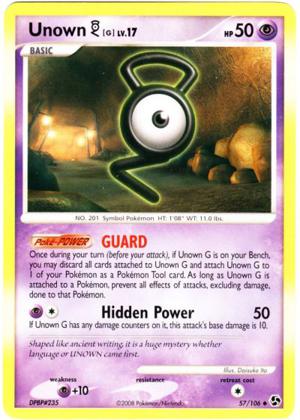 Unown G [G] LV.17 HP 50
BASIC
NO. 201 Symbol Pokémon HT: 1'08" WT: 11.0 lbs.
Poké-POWER GUARD
Once during your turn (before your attack), if Unown G is on your Bench,
you may discard all cards attached to Unown G and attach Unown G to
1 of your Pokémon as a Pokémon Tool card. As long as Unown G is
attached to a Pokémon, prevent all effects of attacks, excluding damage,
done to that Pokémon.
Hidden Power 50
If Unown G has any damage counters on it, this attack's base damage is 10.
Shaped like ancient writing, it is a huge mystery whether
language or UNOWN came first.
Illus. Daisuke Ito
weakness resistance retreat cost
+10
DPBP#235 ©2008 Pokémon/Nintendo 57/106